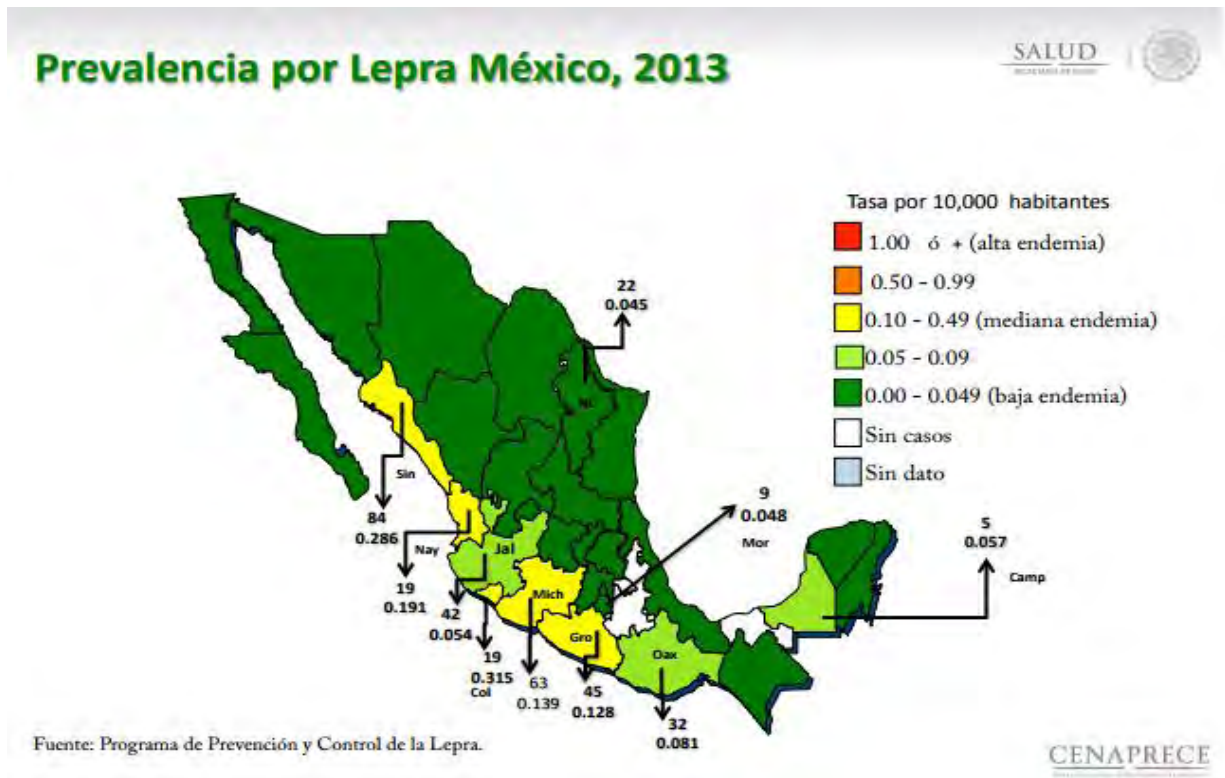 Prevalencia por Lepra México, 2013
SALUD
SECRETARÍA DE SALUD
Tasa por 10,000 habitantes
1.00 ó + (alta endemia)
0.50 - 0.99
0.10 - 0.49 (mediana endemia)
0.05 - 0.09
0.00 - 0.049 (baja endemia)
Sin casos
Sin dato
22
0.045
NL
Sin
84
0.286
Nay
19
0.191
Jal
42
0.054
19
0.315
Col
Mich
63
0.139
Gro
45
0.128
Oax
32
0.081
9
0.048
Mor
5
0.057
Camp
Fuente: Programa de Prevención y Control de la Lepra.
CENAPRECE